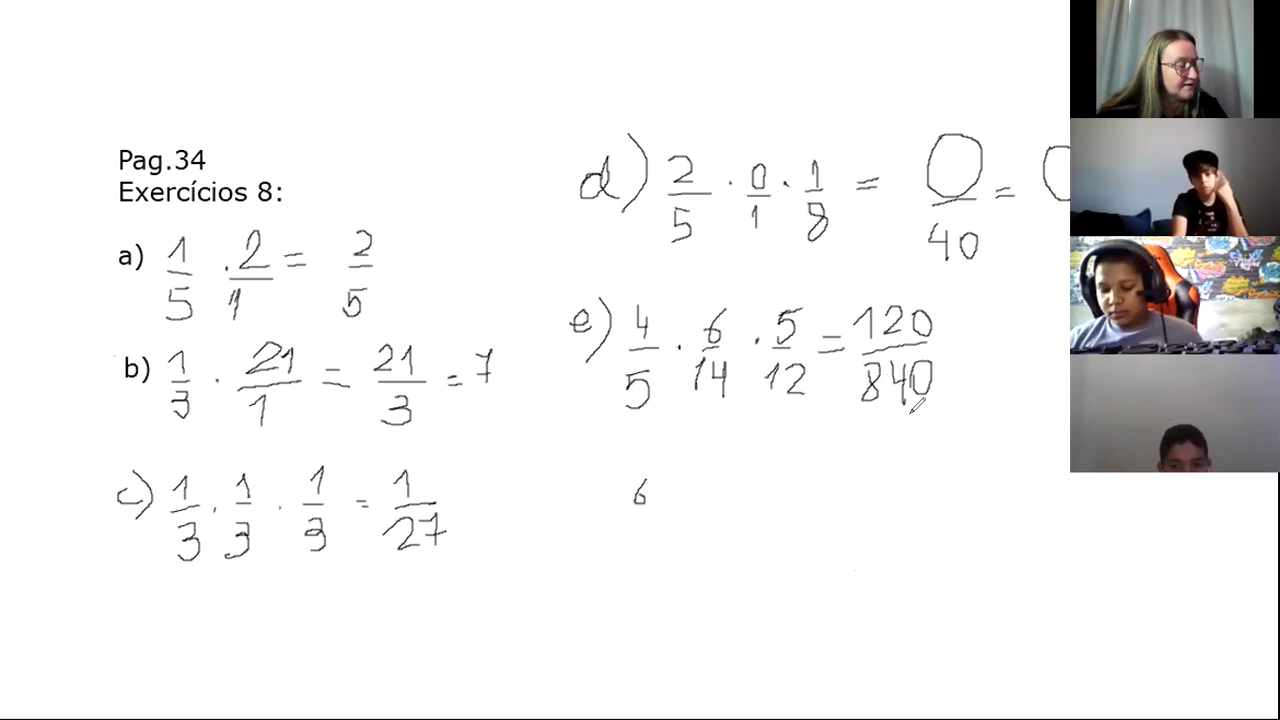 Pag.34
Exercícios 8:
a) 1/5 . 2/1 = 2/5
b) 1/3 . 21/1 = 21/3 = 7
c) 1/3 . 1/3 . 1/3 = 1/27
d) 2/5 . 0/1 . 1/8 = 0/40 = 0
e) 4/5 . 6/14 . 5/12 = 120/840
6